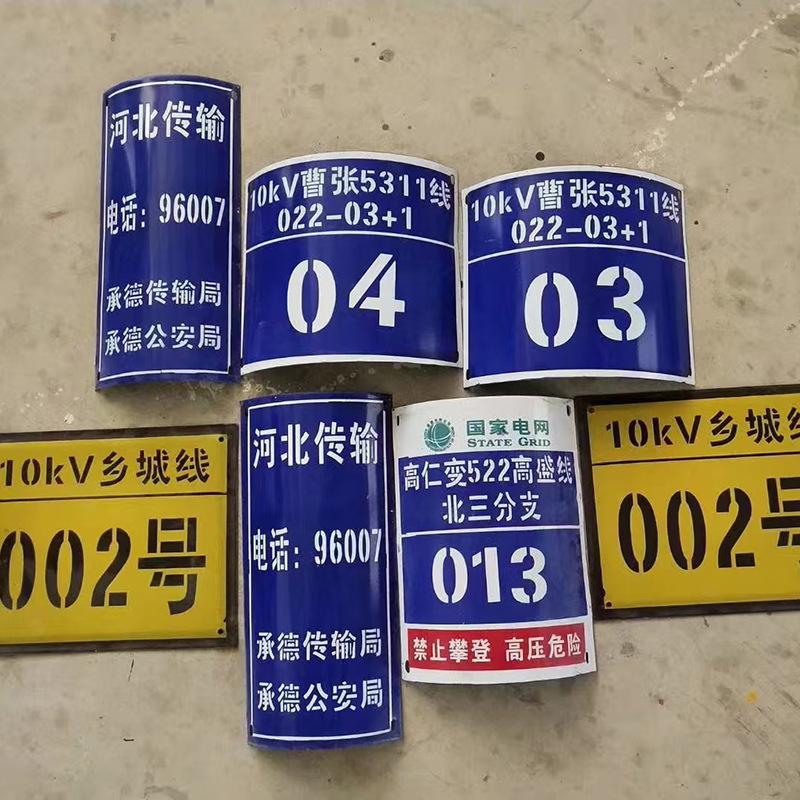 河北传输
电话：96007
承德传输局
承德公安局
10kV曹张5311线
022-03+1
04
10kV曹张5311线
022-03+1
03
10kV乡城线
002号
河北传输
电话：96007
承德传输局
承德公安局
国家电网
STATE GRID
高仁变522高盛线
北三分支
013
禁止攀登 高压危险
10kV乡城线
002号